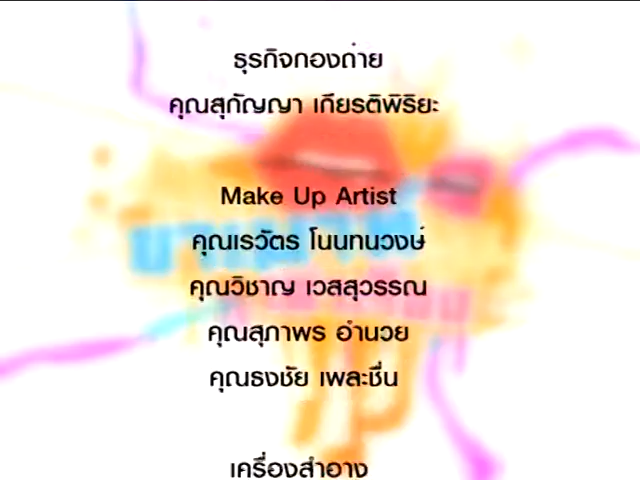 ธุรกิจกองถ่าย
คุณสุกัญญา เกียรติพิริยะ
Make Up Artist
คุณเรวัตร โนนทนวงษ์
คุณวิชาญ เวสสุวรรณ
คุณสุภาพร อำนวย
คุณธงชัย เพละชื่น
เครื่องสำอาง